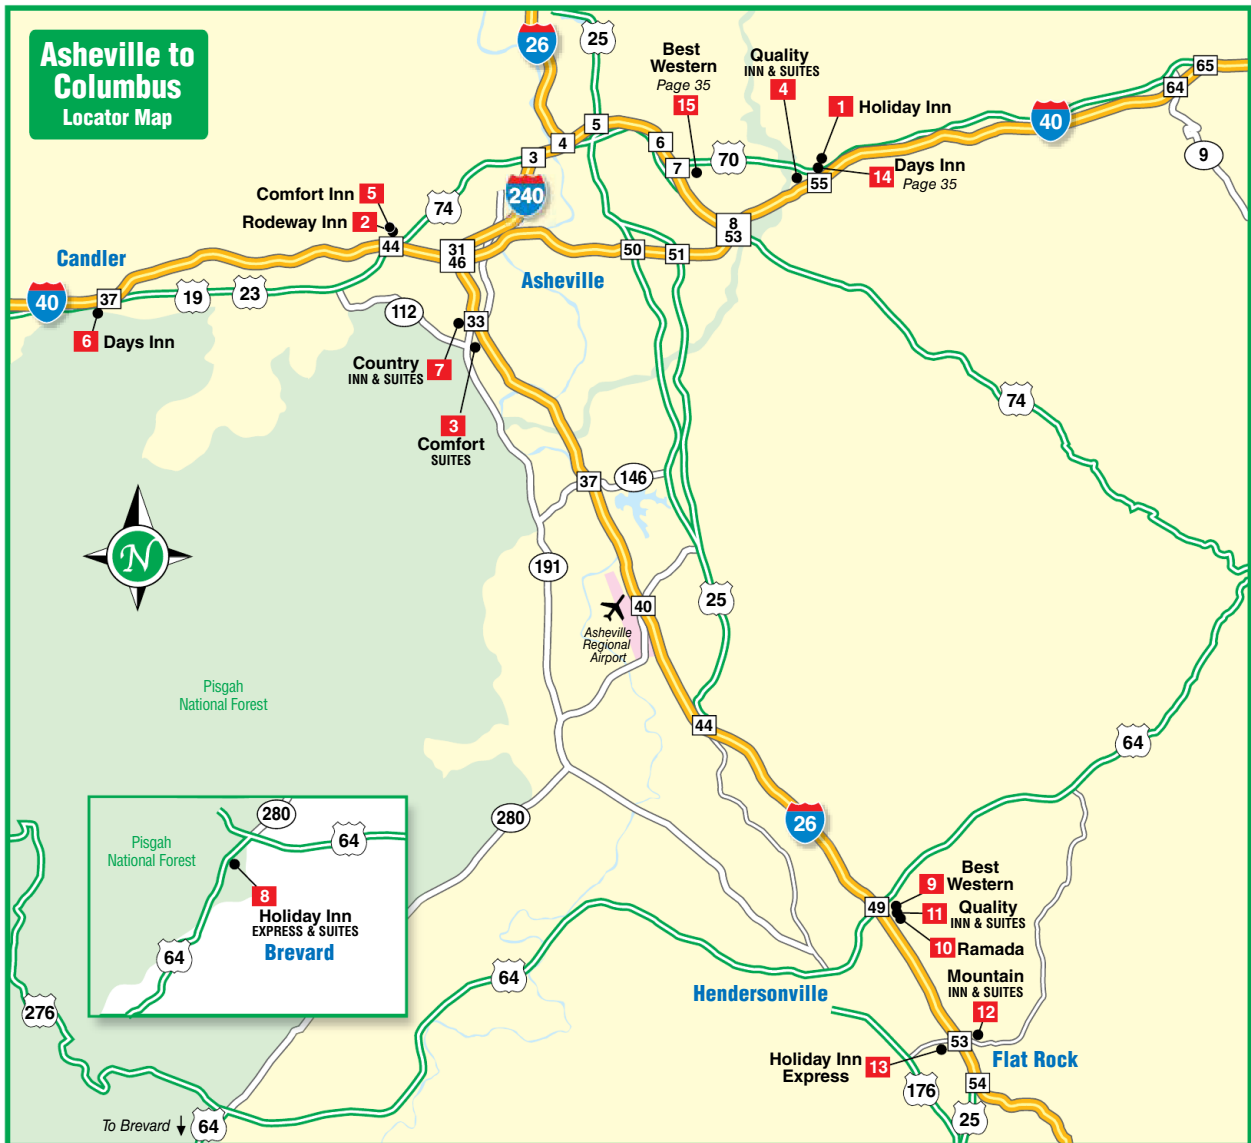 Asheville to
Columbus
Locator Map
26
25
Best
Western
Page 35
15
Quality
INN & SUITES
4
1 Holiday Inn
40
65
64
9
5
4
3
6
7
70
14 Days Inn
Page 35
55
240
Comfort Inn 5
Rodeway Inn 2
74
44
31
46
8
53
50
51
Candler
Asheville
40
37
19
23
112
33
6 Days Inn
Country
INN & SUITES
7
3
Comfort
SUITES
74
37
146
N
191
40
25
Asheville
Regional
Airport
Pisgah
National Forest
44
64
26
280
280
64
Pisgah
National Forest
8
Holiday Inn
EXPRESS & SUITES
Brevard
64
49
9 Best
Western
11 Quality
INN & SUITES
10 Ramada
64
Hendersonville
Mountain
INN & SUITES
12
276
53
Holiday Inn
Express
13
Flat Rock
54
176
25
To Brevard
64